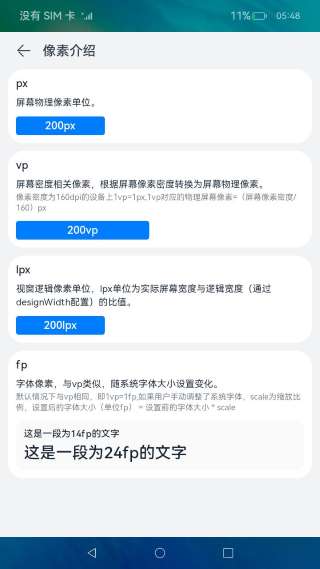 没有 SIM 卡 11% 05:48
像素介绍
px
屏幕物理像素单位。
200px
vp
屏幕密度相关像素，根据屏幕像素密度转换为屏幕物理像素。
像素密度为160dpi的设备上1vp=1px,1vp对应的物理屏幕像素=（屏幕像素密度/
160）px
200vp
lpx
视窗逻辑像素单位，lpx单位为实际屏幕宽度与逻辑宽度（通过
designWidth配置）的比值。
200lpx
fp
字体像素，与vp类似，随系统字体大小设置变化。
默认情况下与vp相同，即1vp=1fp,如果用户手动调整了系统字体，scale为缩放比
例，设置后的字体大小（单位fp） = 设置前的字体大小 * scale
这是一段为14fp的文字
这是一段为24fp的文字